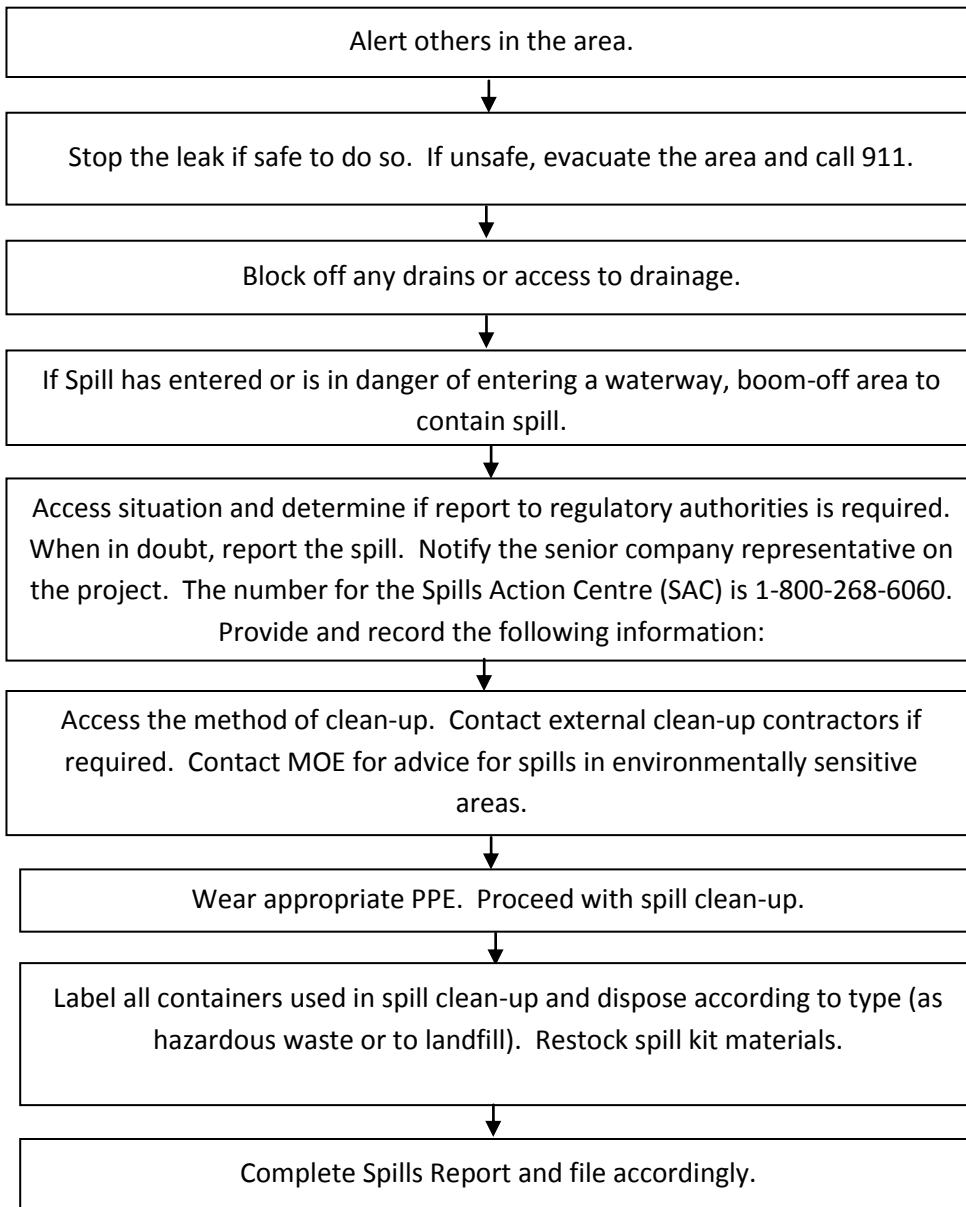 Alert others in the area.
Stop the leak if safe to do so.  If unsafe, evacuate the area and call 911.
Block off any drains or access to drainage.
If Spill has entered or is in danger of entering a waterway, boom-off area to
contain spill.
Access situation and determine if report to regulatory authorities is required.
When in doubt, report the spill.  Notify the senior company representative on
the project.  The number for the Spills Action Centre (SAC) is 1-800-268-6060.
Provide and record the following information:
Access the method of clean-up.  Contact external clean-up contractors if
required.  Contact MOE for advice for spills in environmentally sensitive
areas.
Wear appropriate PPE.  Proceed with spill clean-up.
Label all containers used in spill clean-up and dispose according to type (as
hazardous waste or to landfill).  Restock spill kit materials.
Complete Spills Report and file accordingly.